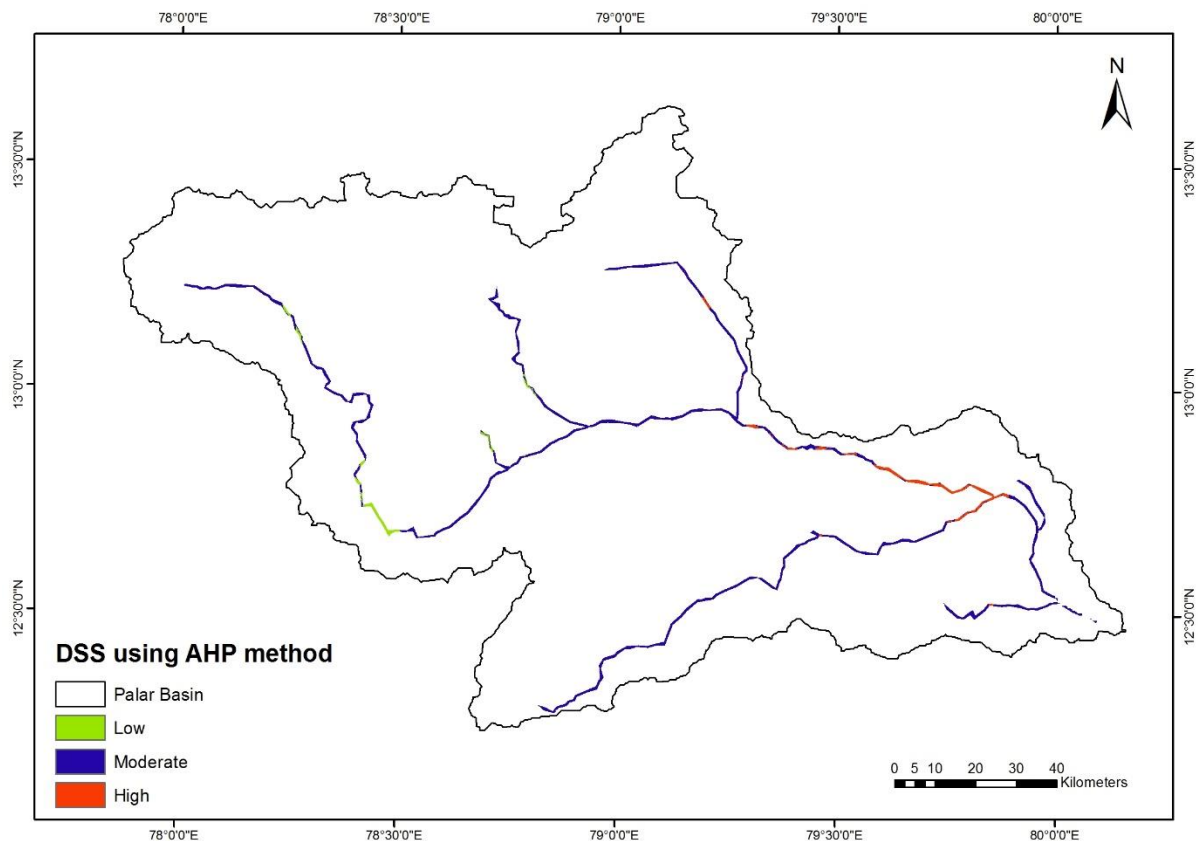 78°0'0"E 78°30'0"E 79°0'0"E 79°30'0"E 80°0'0"E
N
13°30'0"N 13°30'0"N
13°0'0"N 13°0'0"N
12°30'0"N 12°30'0"N
DSS using AHP method
Palar Basin
Low
Moderate
High
0 5 10 20 30 40
Kilometers
78°0'0"E 78°30'0"E 79°0'0"E 79°30'0"E 80°0'0"E